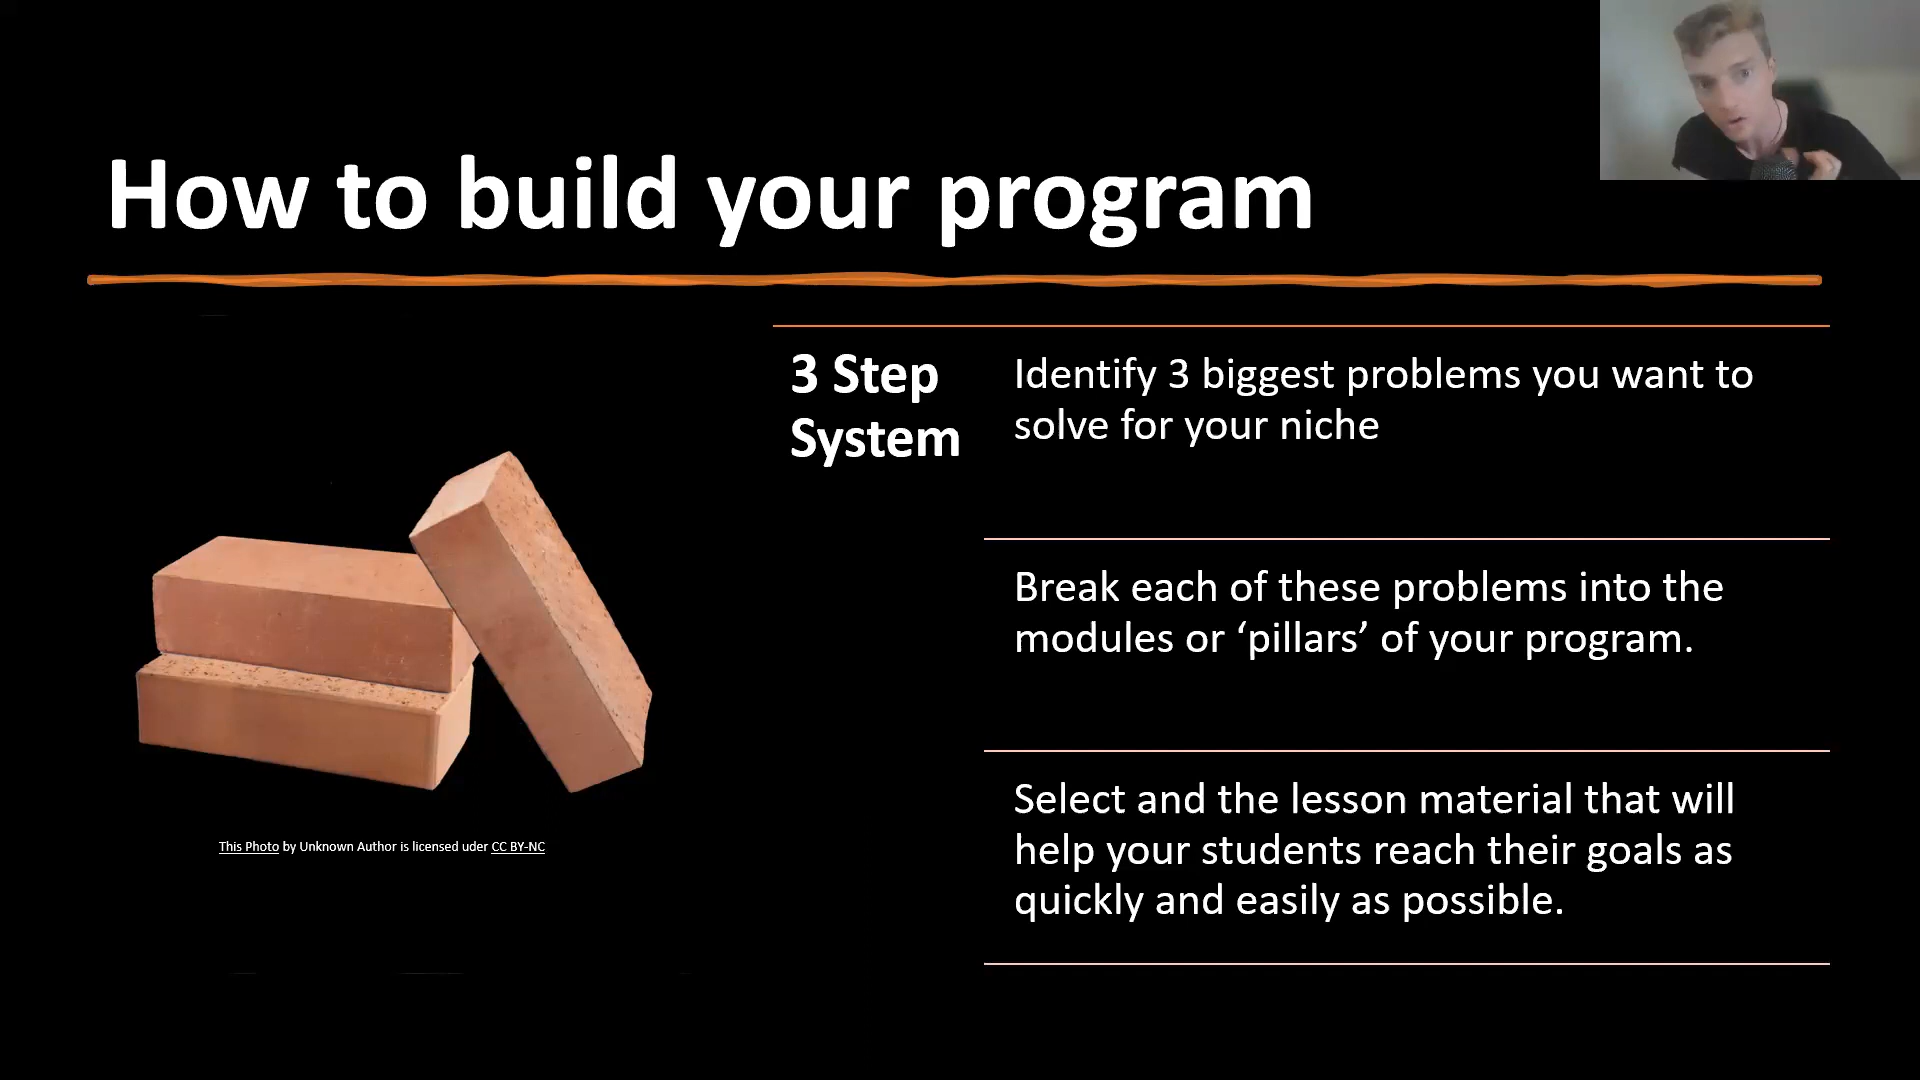 How to build your program
3 Step
System
Identify 3 biggest problems you want to
solve for your niche
Break each of these problems into the
modules or ‘pillars’ of your program.
Select and the lesson material that will
help your students reach their goals as
quickly and easily as possible.
This Photo by Unknown Author is licensed uder CC BY-NC